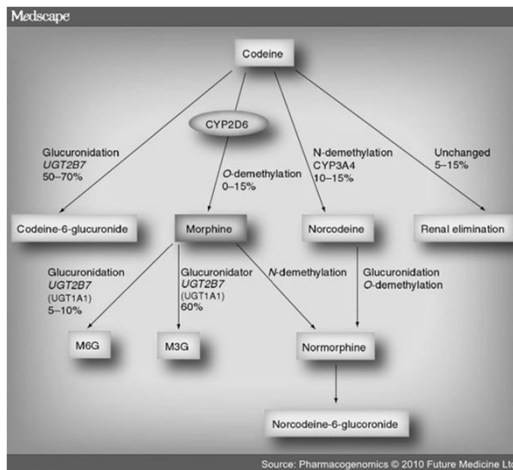 Medscape
Codeine
CYP2D6
Glucuronidation
UGT2B7
50–70%
O-demethylation
0–15%
N-demethylation
CYP3A4
10–15%
Unchanged
5–15%
Codeine-6-glucuronide
Morphine
Norcodeine
Renal elimination
Glucuronidation
UGT2B7
(UGT1A1)
5–10%
Glucuronidator
UGT2B7
(UGT1A1)
60%
N-demethylation
Glucuronidation
O-demethylation
M6G
M3G
Normorphine
Norcodeine-6-glucoronide
Source: Pharmacogenomics © 2010 Future Medicine Ltd